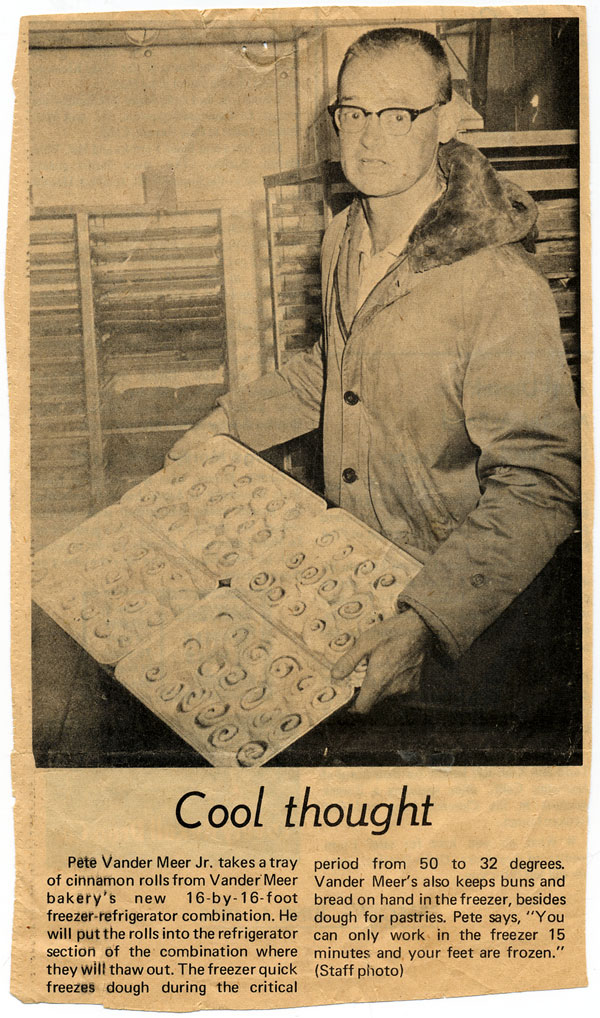 Cool thought
Pete Vander Meer Jr. takes a tray
of cinnamon rolls from Vander Meer
bakery's new 16-by-16-foot
freezer-refrigerator combination. He
will put the rolls into the refrigerator
section of the combination where
they will thaw out. The freezer quick
freezes dough during the critical
period from 50 to 32 degrees.
Vander Meer's also keeps buns and
bread on hand in the freezer, besides
dough for pastries. Pete says, "You
can only work in the freezer 15
minutes and your feet are frozen."
(Staff photo)